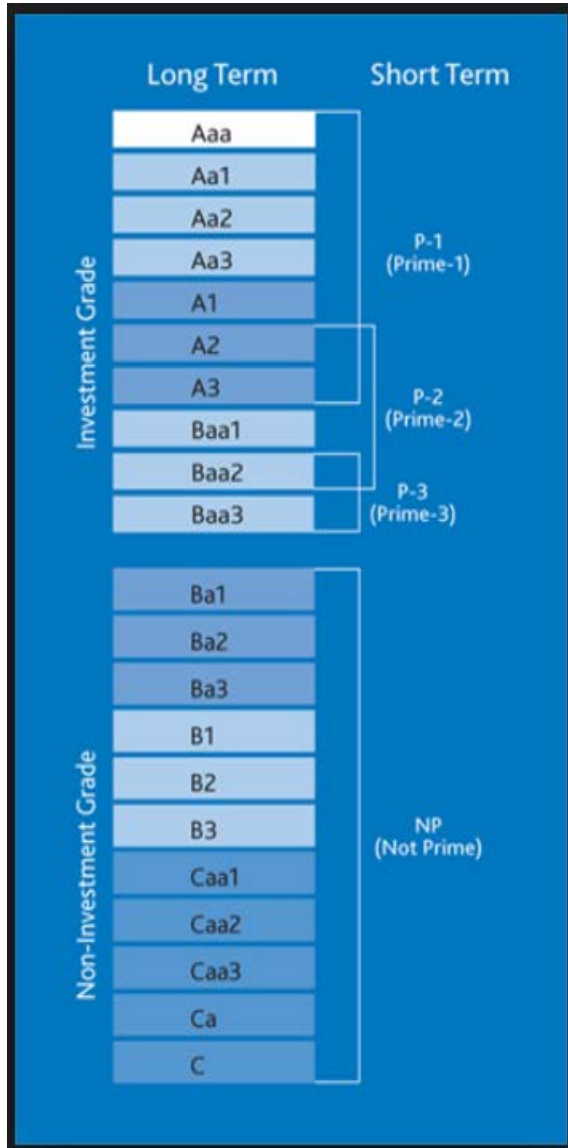 Long Term
Short Term
Investment Grade
Aaa
Aa1
Aa2
Aa3
A1
A2
A3
Baa1
Baa2
Baa3
P-1
(Prime-1)
P-2
(Prime-2)
P-3
(Prime-3)
Non-Investment Grade
Ba1
Ba2
Ba3
B1
B2
B3
Caa1
Caa2
Caa3
Ca
C
NP
(Not Prime)